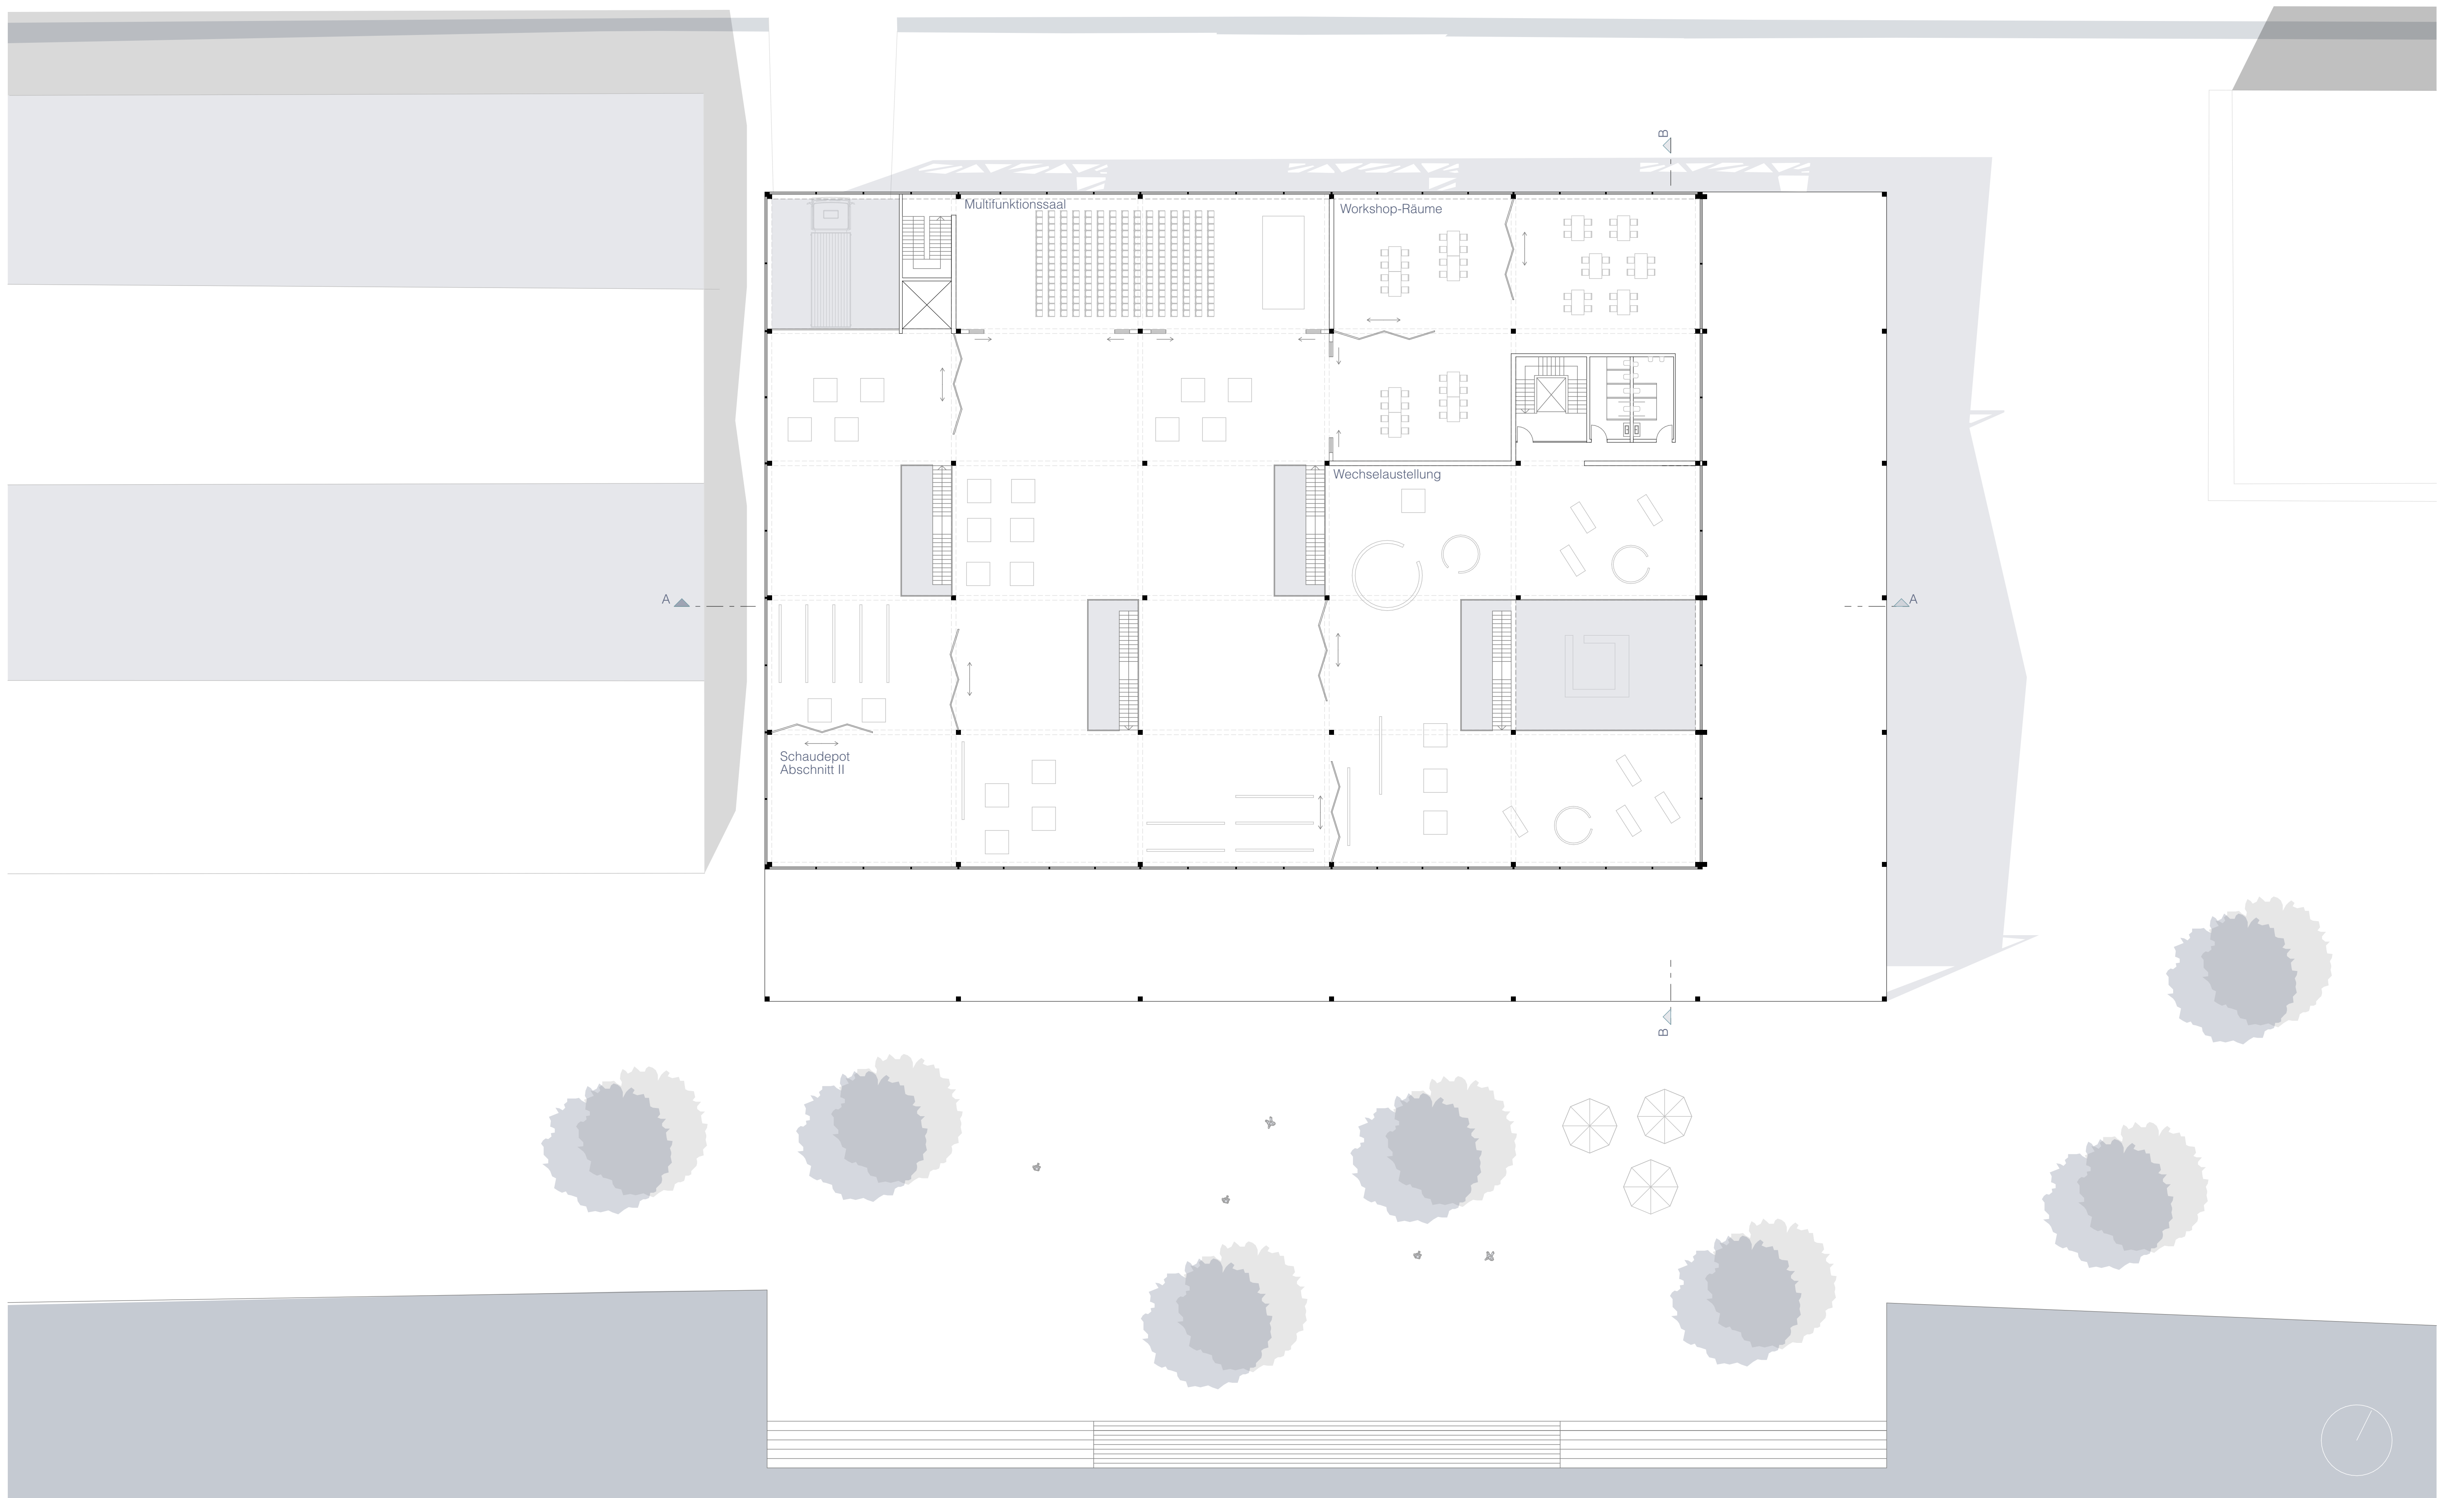 B
Multifunktionssaal
Workshop-Räume
Wechselaustellung
A
A
Schaudepot
Abschnitt II
B